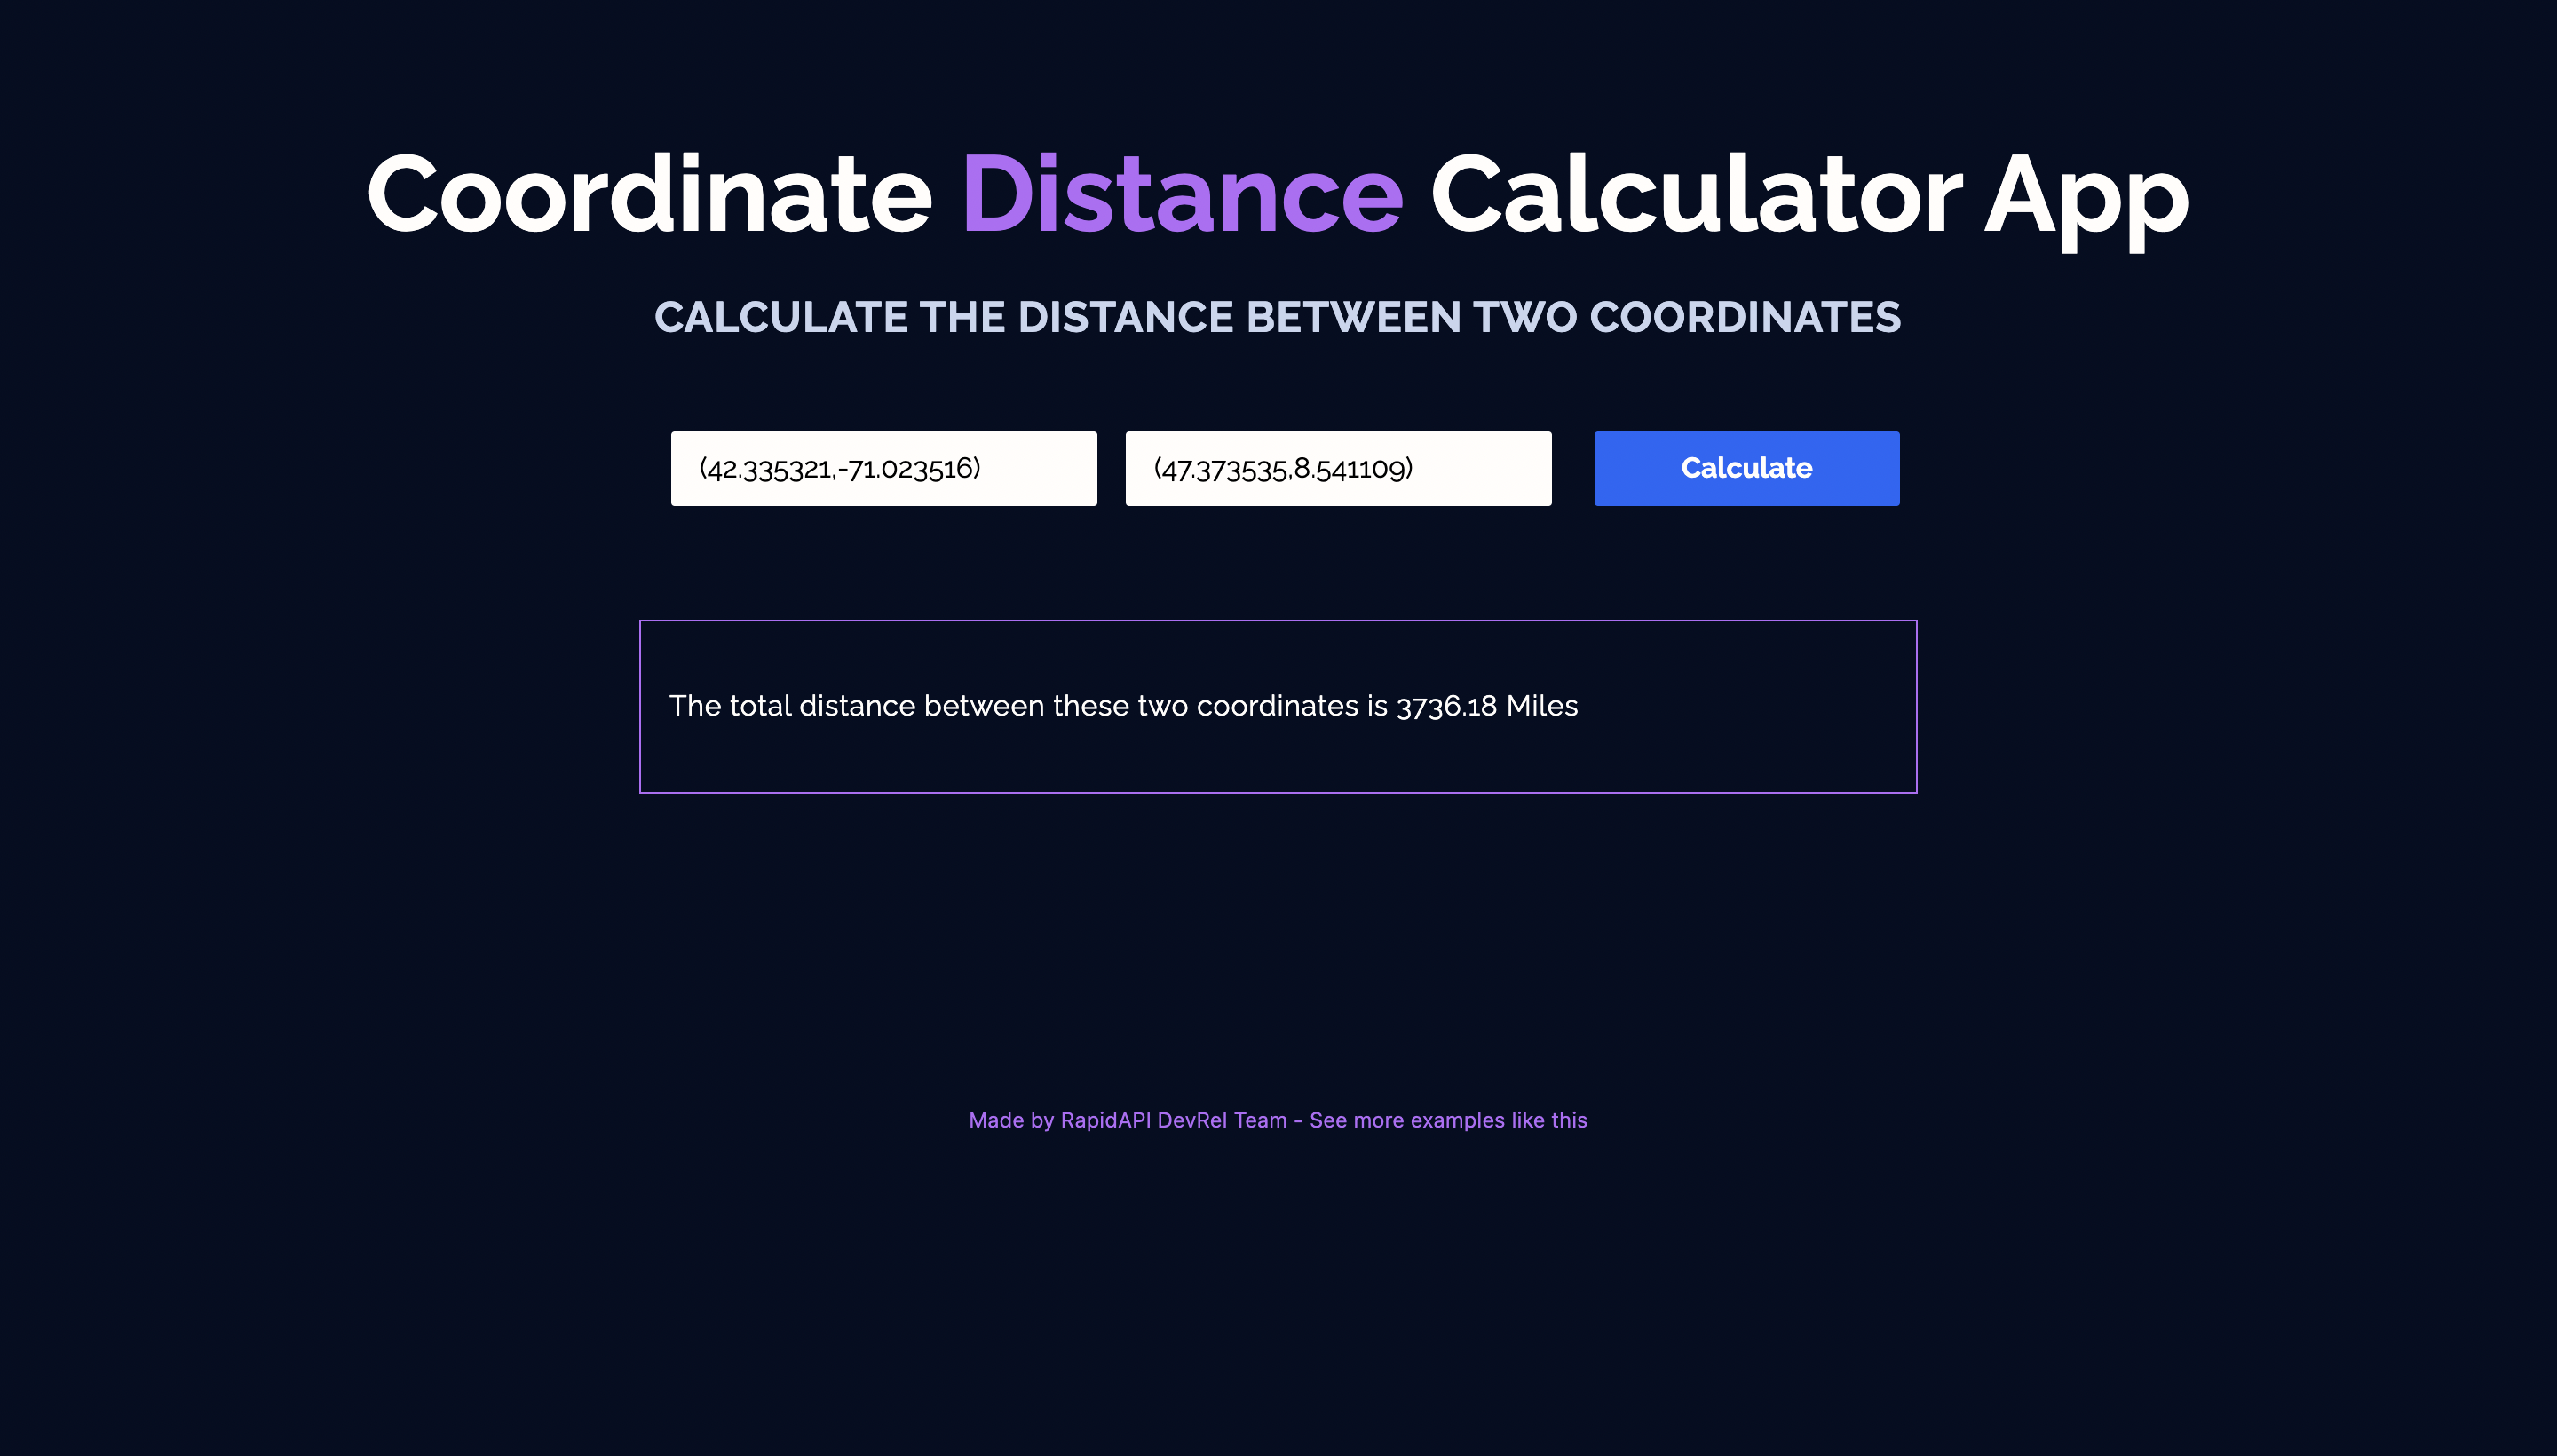 Coordinate Distance Calculator App
CALCULATE THE DISTANCE BETWEEN TWO COORDINATES
(42.335321,-71.023516)
(47.373535,8.541109)
Calculate
The total distance between these two coordinates is 3736.18 Miles
Made by RapidAPI DevRel Team - See more examples like this